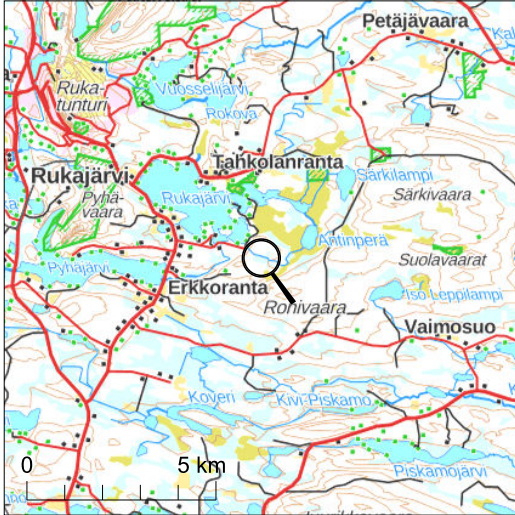 Petäjävaara
Kal
a
Ruka-
tunturi
Vuosselijärvi
Rokova
Tahkolanranta
Särkilampi
Rukajärvi
Pyhä-
vaara
Rukajärvi
Särkivaara
Antinperä
Suolavaarat
Pyhäjärvi
Erkkoranta
Rohivaara
Iso Leppilampi
Vaimosuo
Koveri
Kivi-Piskamo
0
5 km
Piskamojärvi